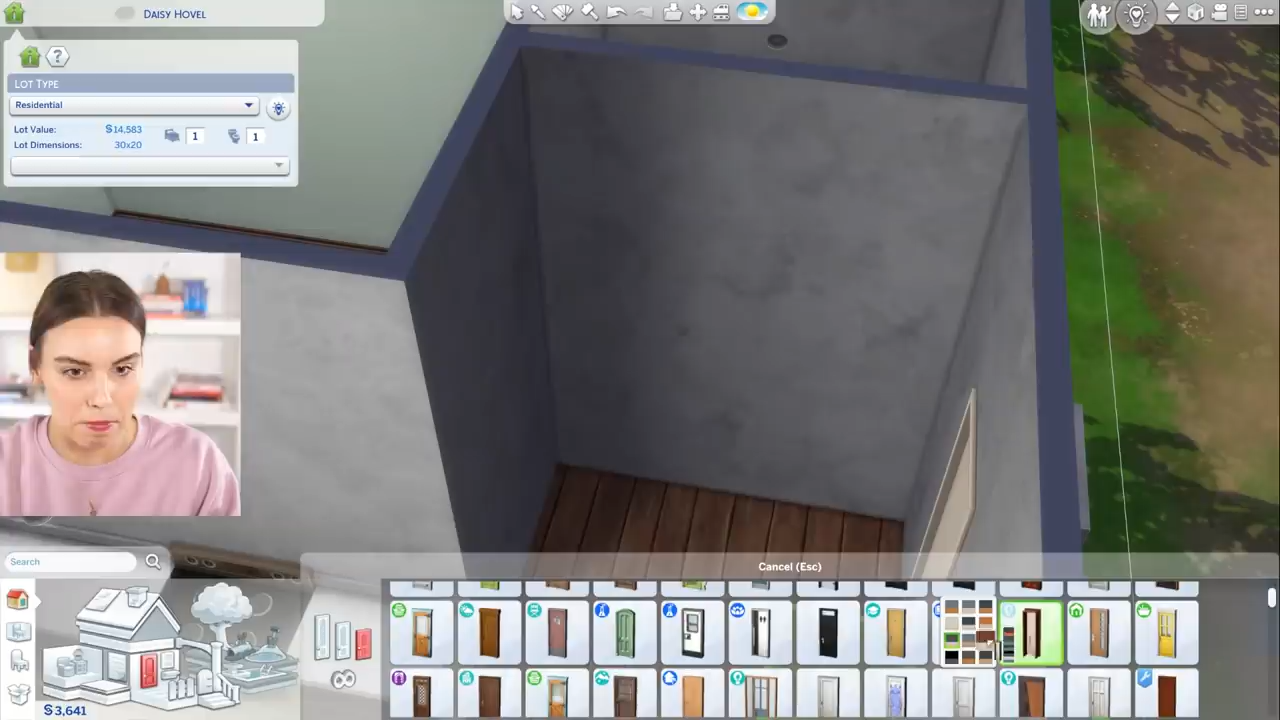 DAISY HOVEL
LOT TYPE
Residential
Lot Value: $14,583
1
1
Lot Dimensions: 30x20
Cancel (Esc)
Search
$3,641